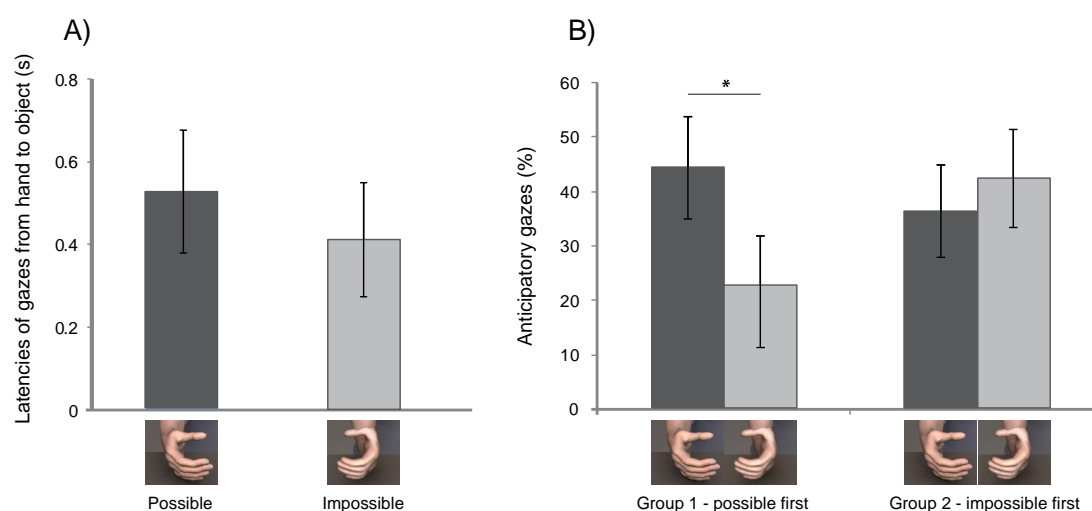 A)
Latencies of gazes from hand to object (s)
0.8
0.6
0.4
0.2
0
Possible
Impossible
B)
Anticipatory gazes (%)
60
50
40
30
20
10
0
*
Group 1 - possible first
Group 2 - impossible first